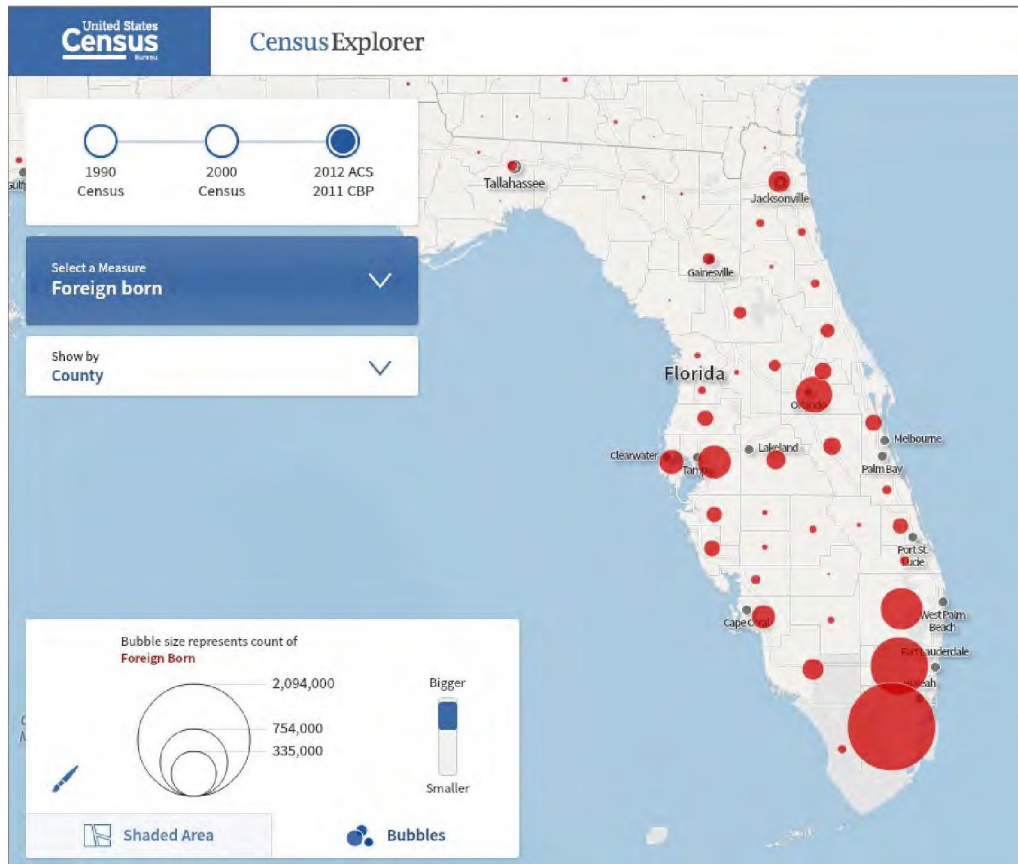 United States
Census
Bureau
Census Explorer
1990
Census
2000
Census
2012 ACS
2011 CBP
Select a Measure
Foreign born
Show by
County
Tallahassee
Jacksonville
Gainesville
Florida
Orlando
Melbourne
Palm Bay
Clearwater
Tampa
Lakeland
Port St.
Lucie
Cape Coral
West Palm
Beach
Fort Lauderdale
Hialeah
Bubble size represents count of
Foreign Born
2,094,000
754,000
335,000
Bigger
Smaller
Shaded Area
Bubbles